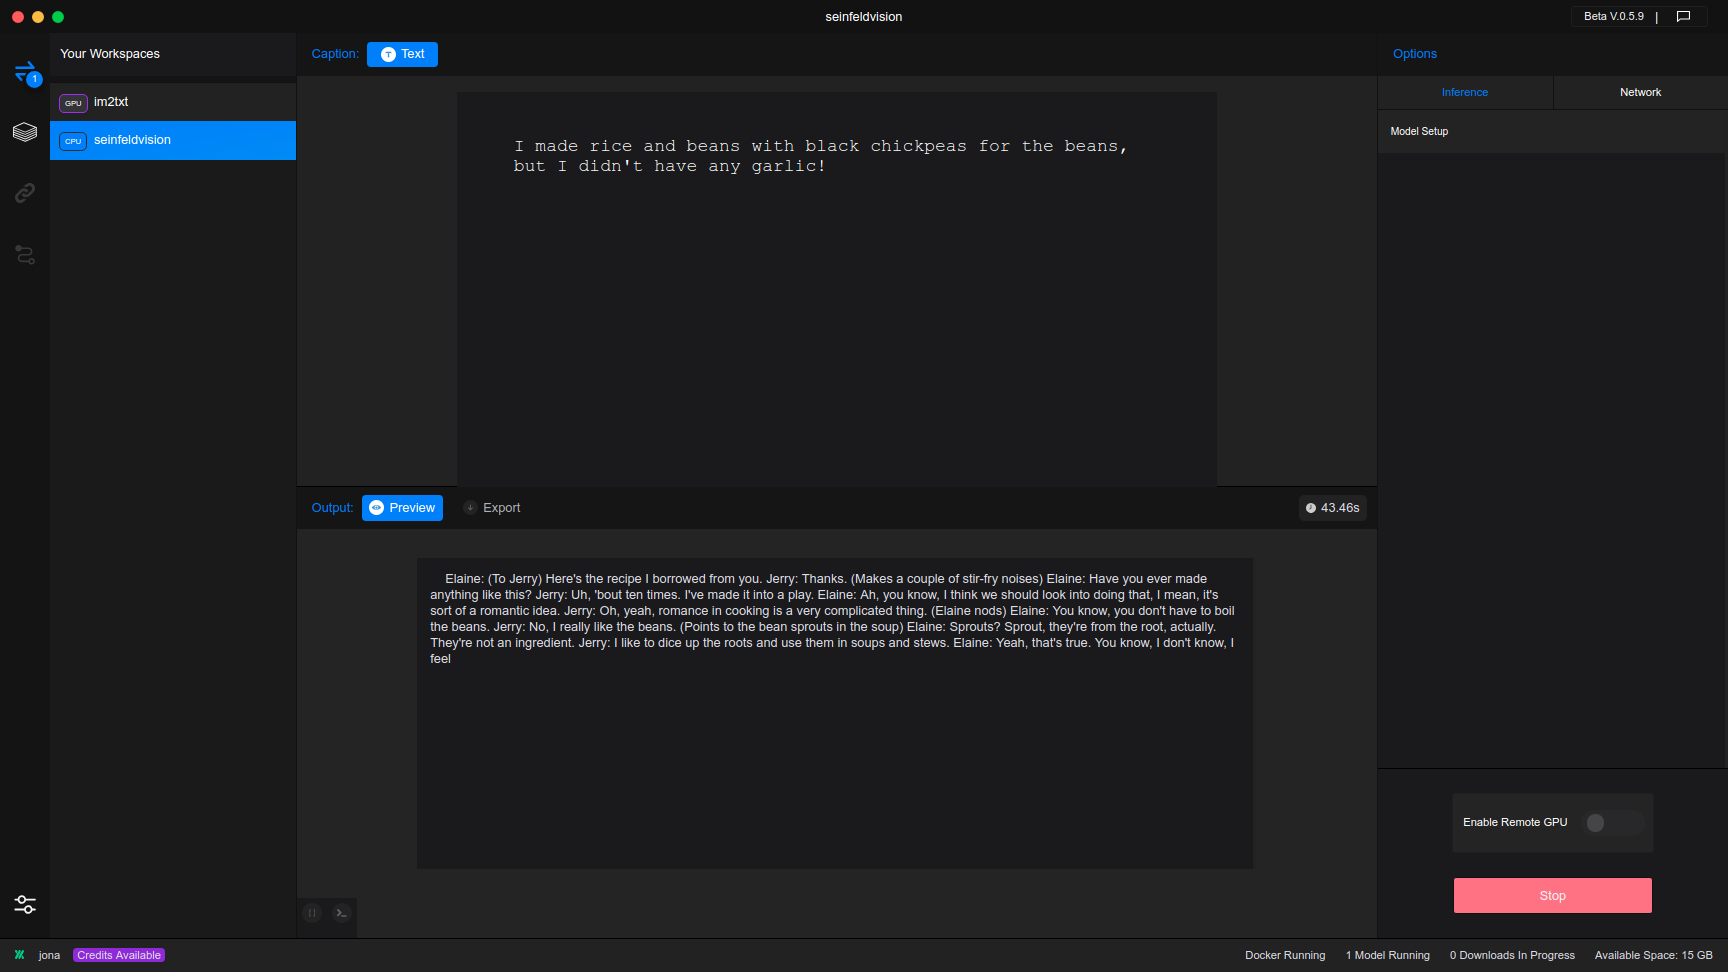 seinfeldvision
Beta V.0.5.9 |
1
Your Workspaces
GPU im2txt
CPU seinfeldvision
Caption: T Text
I made rice and beans with black chickpeas for the beans,
but I didn't have any garlic!
Output: Preview Export 43.46s
Elaine: (To Jerry) Here's the recipe I borrowed from you. Jerry: Thanks. (Makes a couple of stir-fry noises) Elaine: Have you ever made
anything like this? Jerry: Uh, 'bout ten times. I've made it into a play. Elaine: Ah, you know, I think we should look into doing that, I mean, it's
sort of a romantic idea. Jerry: Oh, yeah, romance in cooking is a very complicated thing. (Elaine nods) Elaine: You know, you don't have to boil
the beans. Jerry: No, I really like the beans. (Points to the bean sprouts in the soup) Elaine: Sprouts? Sprout, they're from the root, actually.
They're not an ingredient. Jerry: I like to dice up the roots and use them in soups and stews. Elaine: Yeah, that's true. You know, I don't know, I
feel
Options
Inference Network
Model Setup
Enable Remote GPU
Stop
jona Credits Available
Docker Running 1 Model Running 0 Downloads In Progress Available Space: 15 GB